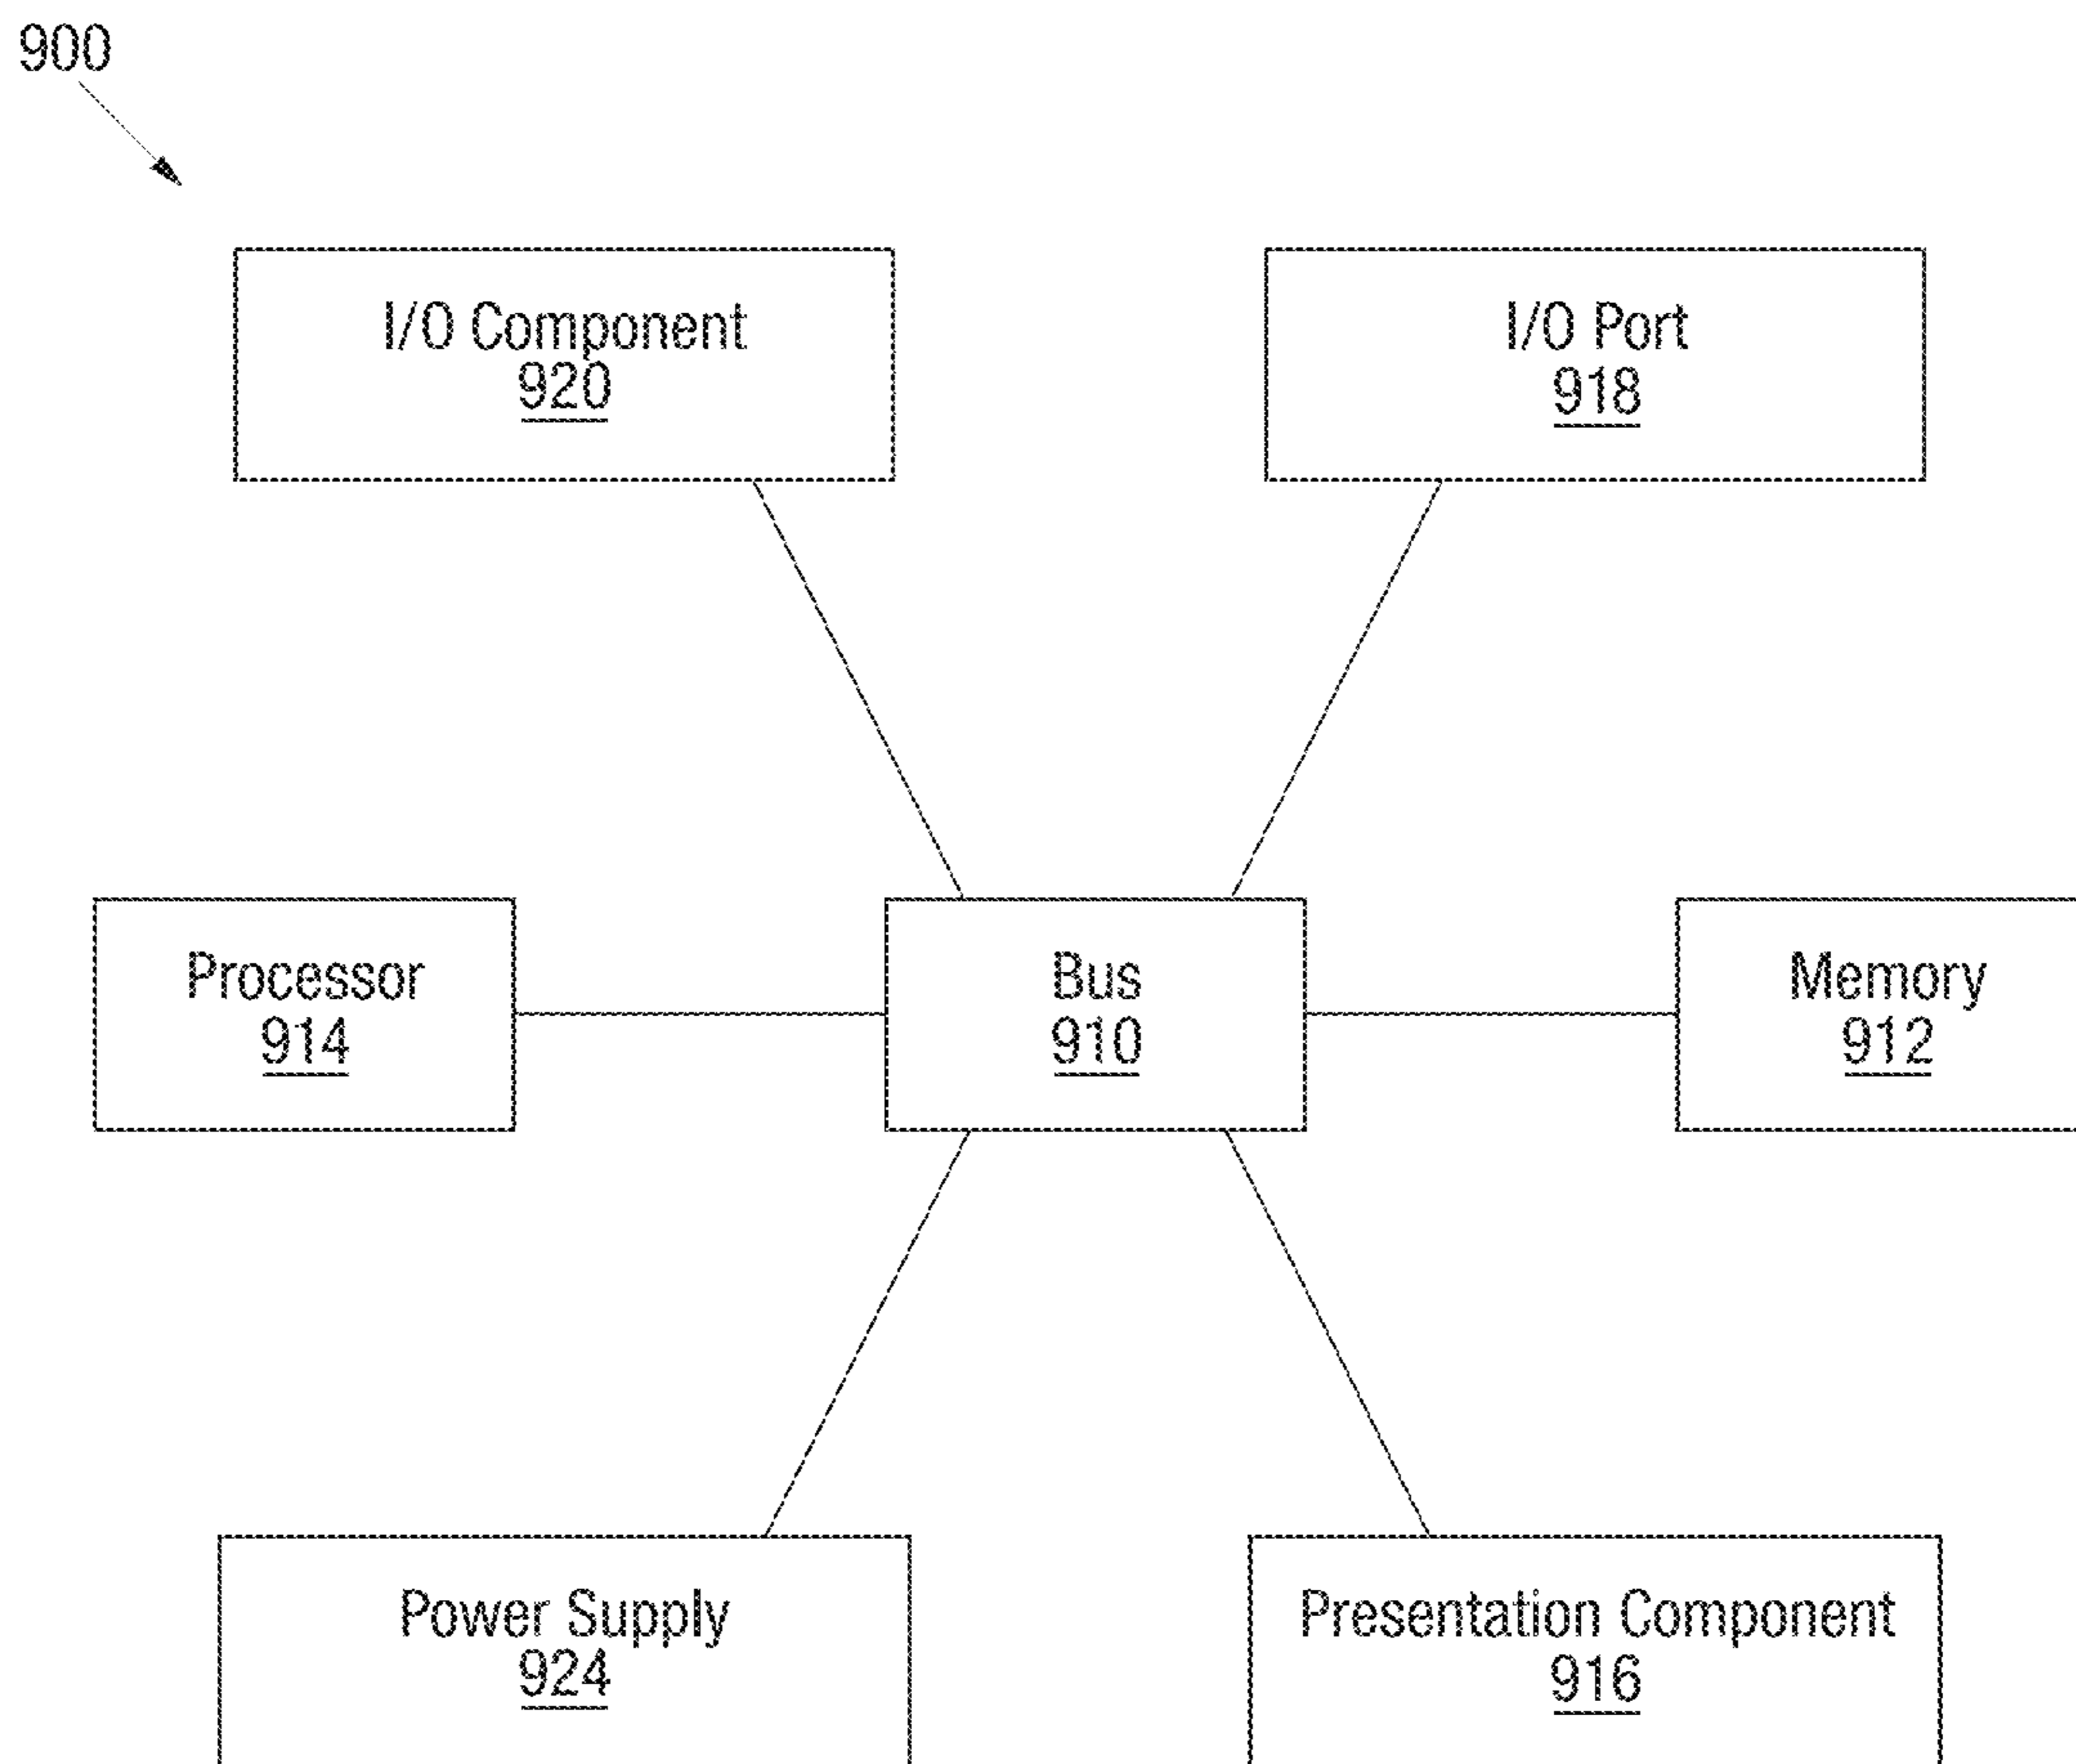 900
I/O Component
920
I/O Port
918
Processor
914
Bus
910
Memory
912
Power Supply
924
Presentation Component
916